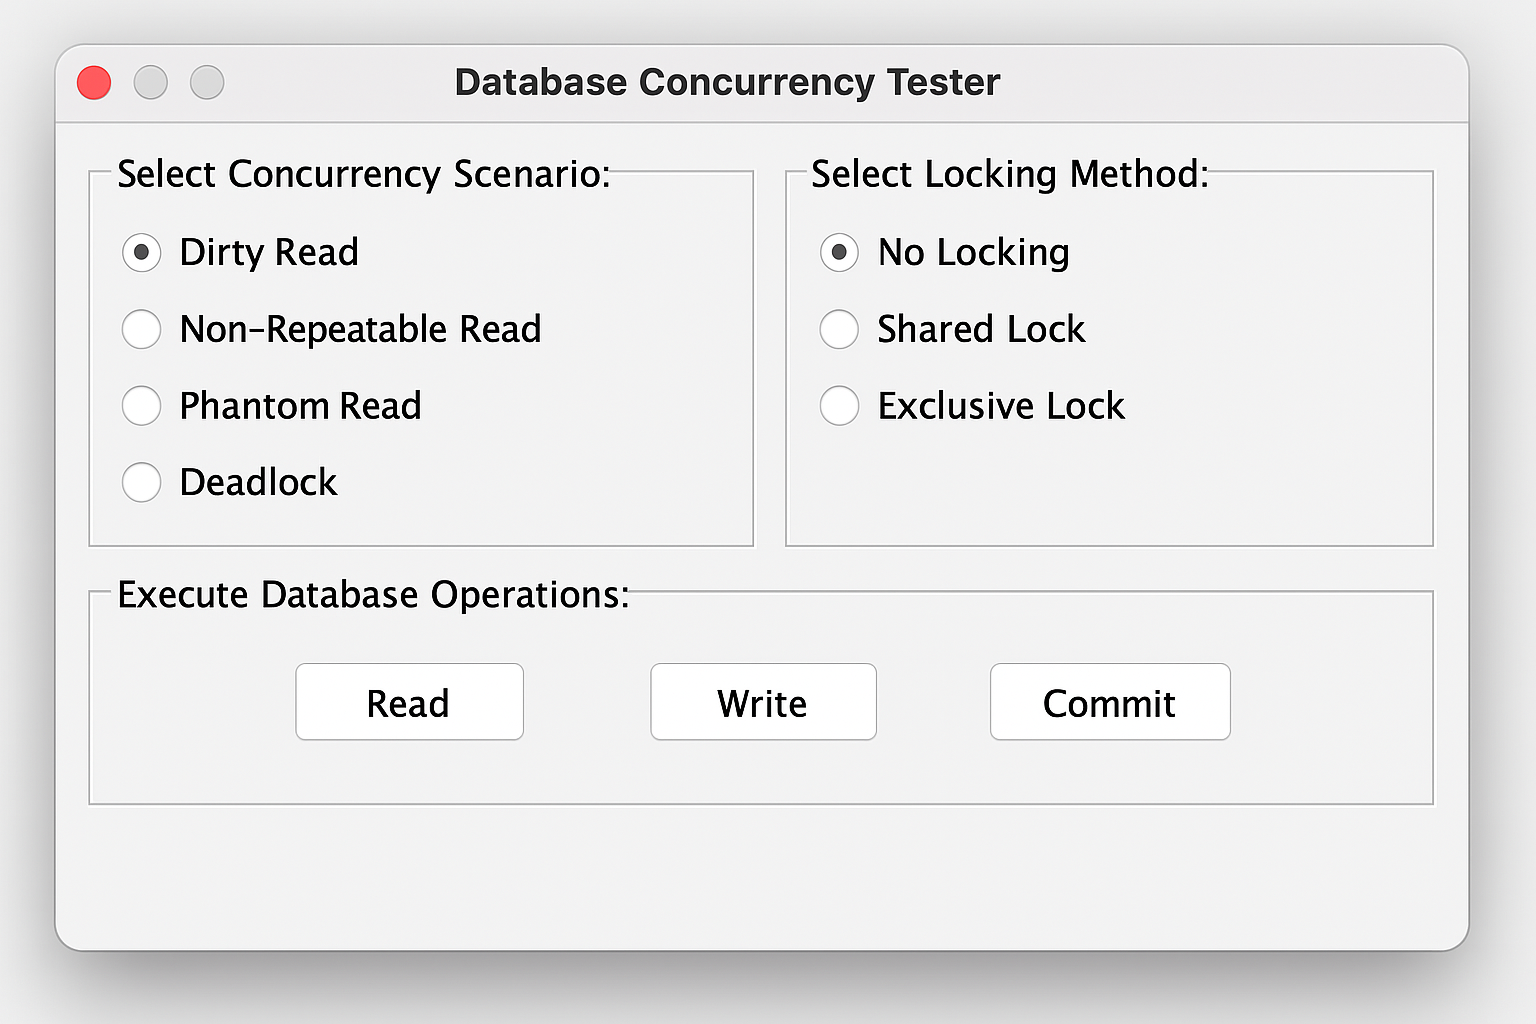 Database Concurrency Tester
Select Concurrency Scenario:
Dirty Read
Non-Repeatable Read
Phantom Read
Deadlock
Select Locking Method:
No Locking
Shared Lock
Exclusive Lock
Execute Database Operations:
Read
Write
Commit